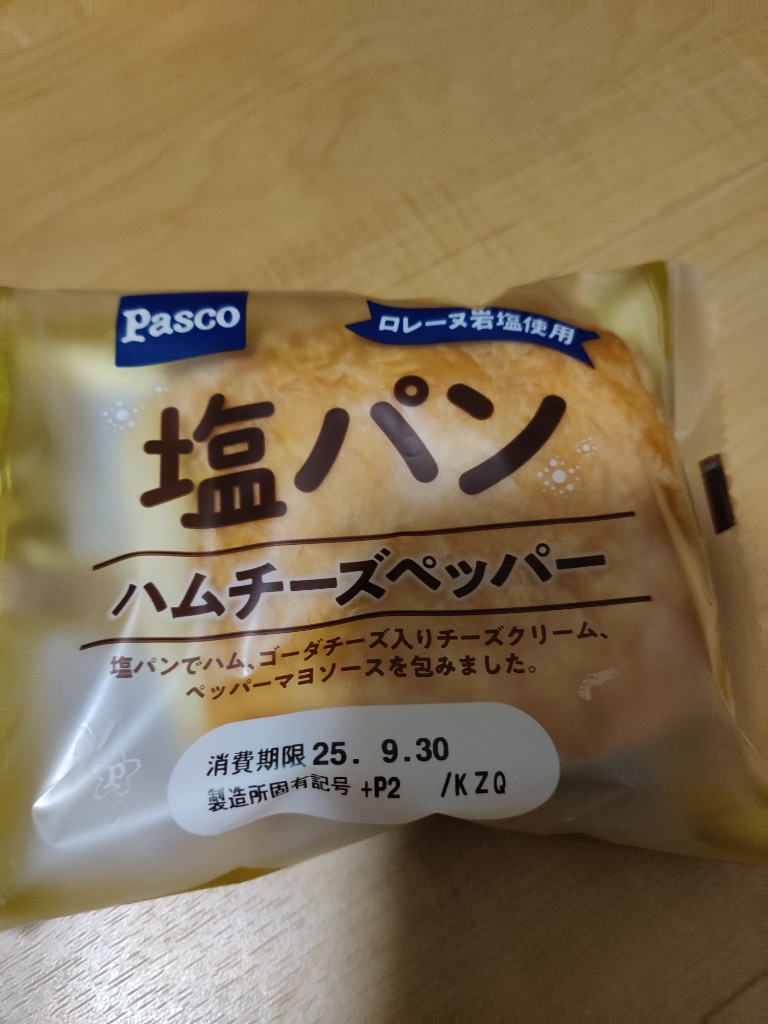 Pasco
ロレーヌ岩塩使用
塩パン
ハムチーズペッパー
塩パンでハム、ゴーダチーズ入りチーズクリーム、
ペッパーマヨソースを包みました。
消費期限 25. 9.30
製造所固有記号 +P2 /KZQ